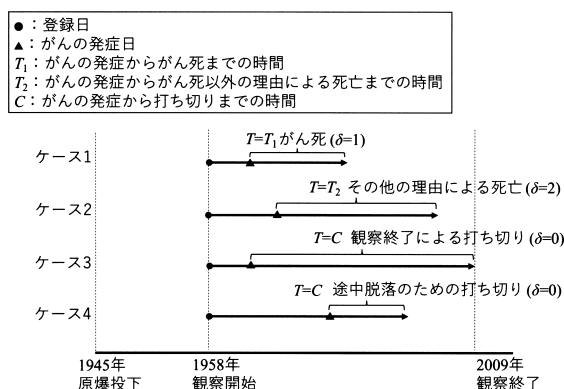 ●：登録日
▲：がんの発症日
T₁：がんの発症からがん死までの時間
T₂：がんの発症からがん死以外の理由による死亡までの時間
C：がんの発症から打ち切りまでの時間
T=T₁がん死(δ=1)
ケース1
T=T₂ その他の理由による死亡(δ=2)
ケース2
T=C 観察終了による打ち切り(δ=0)
ケース3
T=C 途中脱落のための打ち切り(δ=0)
ケース4
1945年 1958年 2009年
原爆投下 観察開始 観察終了